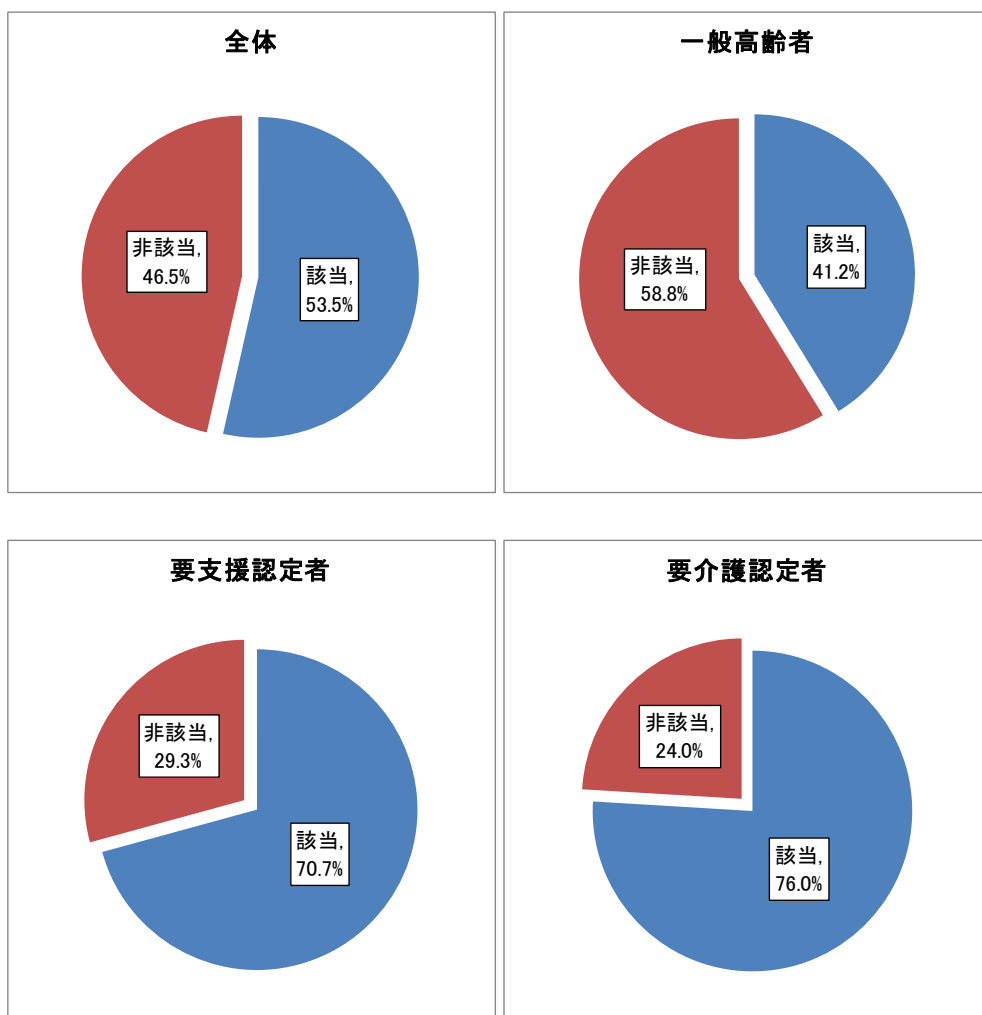 全体
非該当,
46.5%
該当,
53.5%
一般高齢者
非該当,
58.8%
該当,
41.2%
要支援認定者
非該当,
29.3%
該当,
70.7%
要介護認定者
非該当,
24.0%
該当,
76.0%